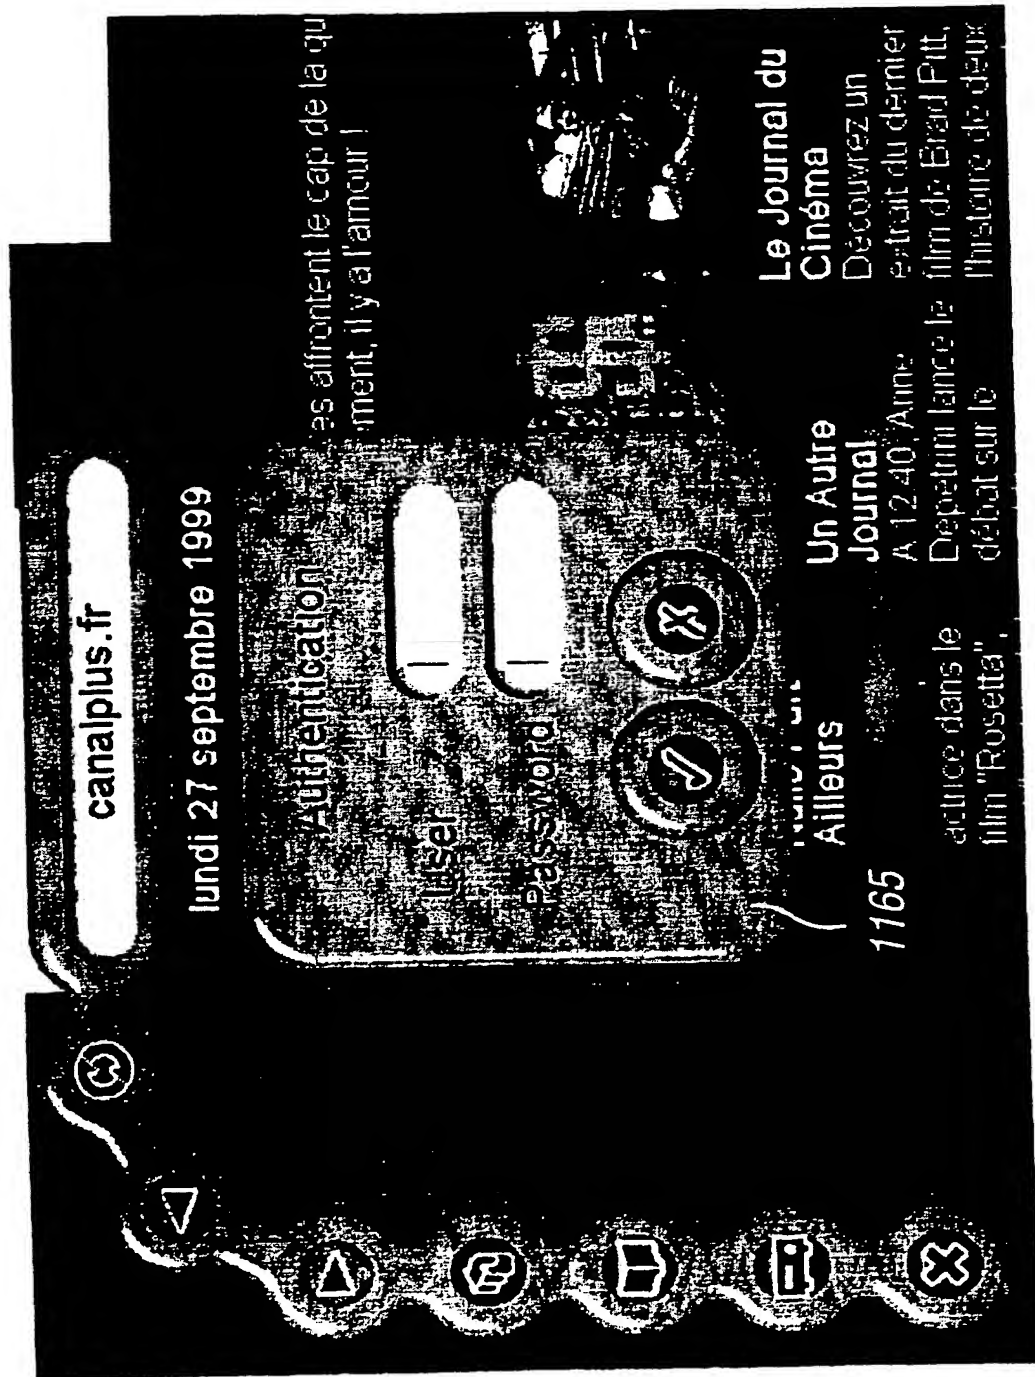 canalplus.fr
lundi 27 septembre 1999
es affrontent le cap de la qu
ment, il y a l'amour !
Authentication
User
Password
1165
Ailleurs
actrice dans le
film "Rosetta",
Un Autre
Journal
A 12.40, Anne
Depetrini lance le
débat sur le
Le Journal du
Cinéma
Découvrez un
extrait du dernier
film de Brad Pitt,
l'histoire de deux